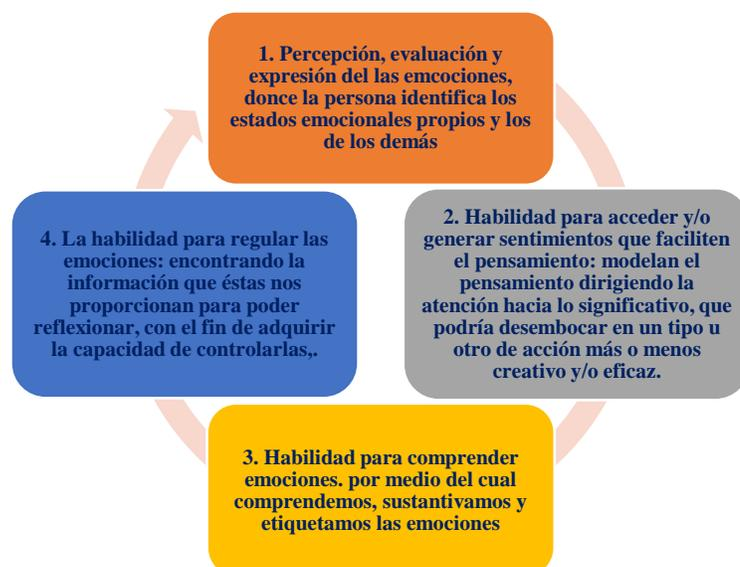 1. Percepción, evaluación y
expresión del las emcociones,
donce la persona identifica los
estados emocionales propios y los
de los demás
2. Habilidad para acceder y/o
generar sentimientos que faciliten
el pensamiento: modelan el
pensamiento dirigiendo la
atención hacia lo significativo, que
podría desembocar en un tipo u
otro de acción más o menos
creativo y/o eficaz.
3. Habilidad para comprender
emociones. por medio del cual
comprendemos, sustantivamos y
etiquetamos las emociones
4. La habilidad para regular las
emociones: encontrando la
información que éstas nos
proporcionan para poder
reflexionar, con el fin de adquirir
la capacidad de controlarlas,.